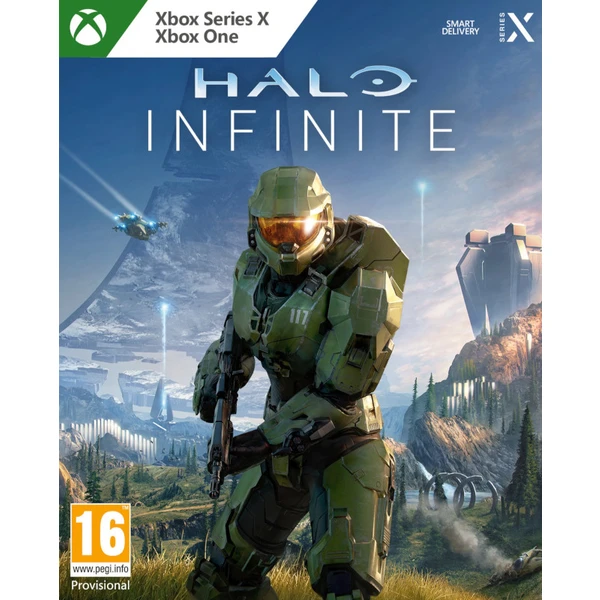 Xbox Series X
Xbox One
SMART
DELIVERY
SERIES
X
HALO
INFINITE
117
16
www.pegi.info
Provisional